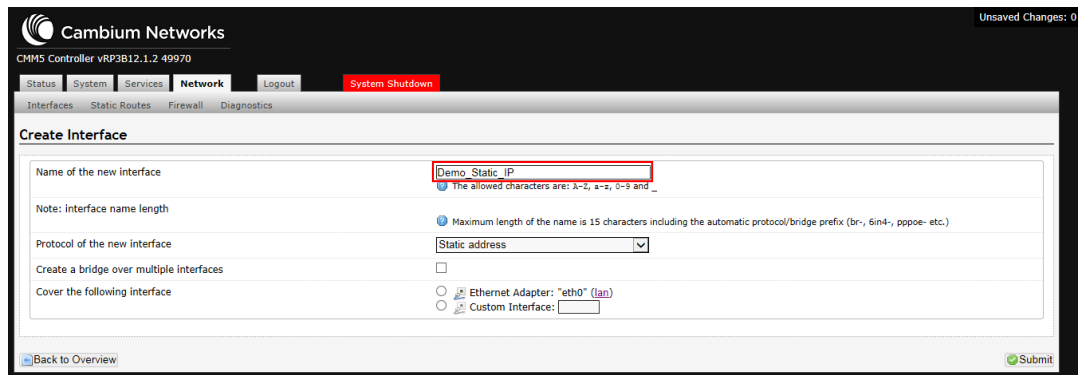 Unsaved Changes: 0
Cambium Networks
CMM5 Controller vRP3B12.1.2 49970
Status System Services Network Logout System Shutdown
Interfaces Static Routes Firewall Diagnostics
Create Interface
Name of the new interface Demo_Static_IP
The allowed characters are: A-Z, a-z, 0-9 and _
Note: interface name length
Maximum length of the name is 15 characters including the automatic protocol/bridge prefix (br-, 6in4-, pppoe- etc.)
Protocol of the new interface Static address
Create a bridge over multiple interfaces
Cover the following interface Ethernet Adapter: "eth0" (lan)
Custom Interface:
Back to Overview Submit